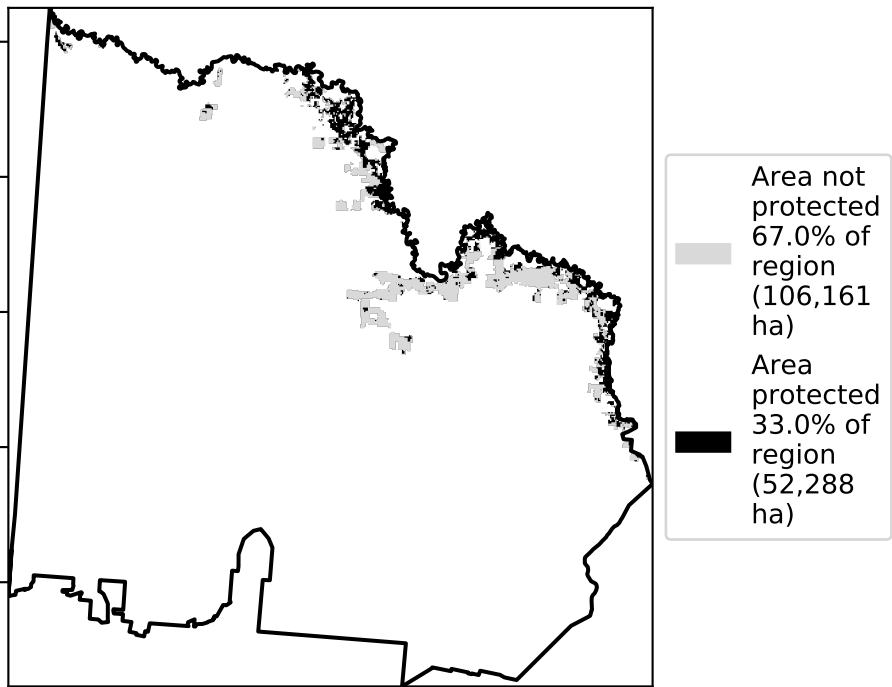 Area not
protected
67.0% of
region
(106,161
ha)
Area
protected
33.0% of
region
(52,288
ha)